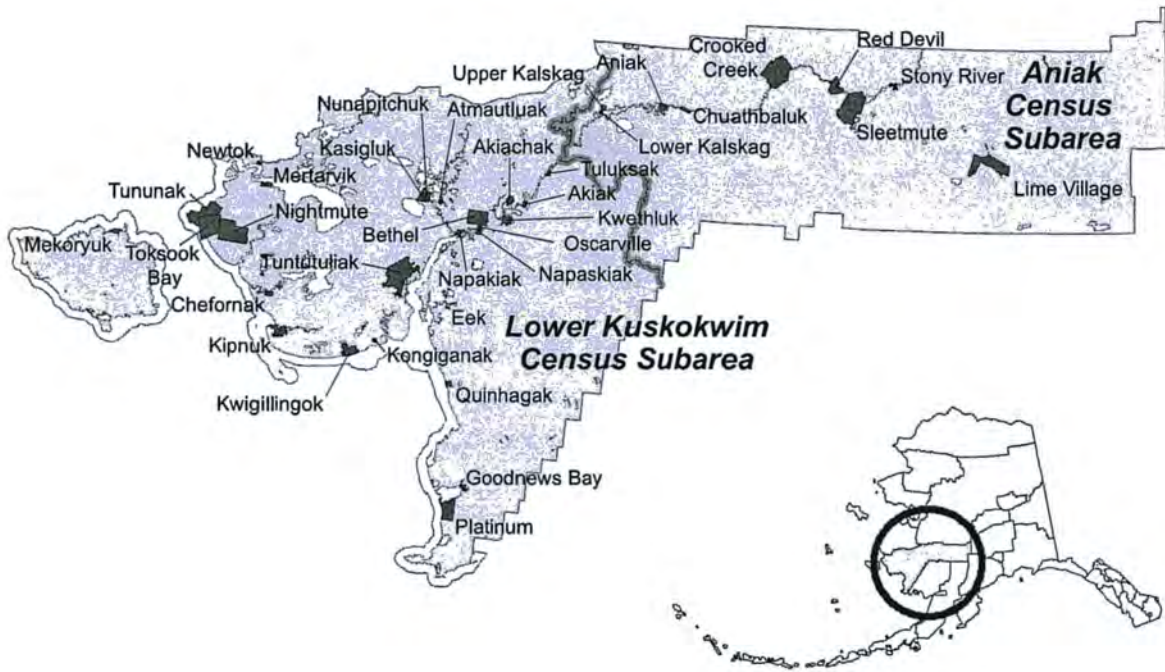 Crooked
Creek
Red Devil
Aniak
Upper Kalskag
Stony River
Aniak
Census
Subarea
Nunapitchuk
Atmautluak
Chuathbaluk
Sleetmute
Newtok
Kasigluk
Akiachak
Lower Kalskag
Mertarvik
Tuluksak
Lime Village
Tununak
Nightmute
Akiak
Bethel
Kwethluk
Mekoryuk
Toksook
Bay
Oscarville
Tuntutuliak
Napakiak
Napaskiak
Chefornak
Eek
Lower Kuskokwim
Census Subarea
Kipnuk
Kongiganak
Kwigillingok
Quinhagak
Goodnews Bay
Platinum